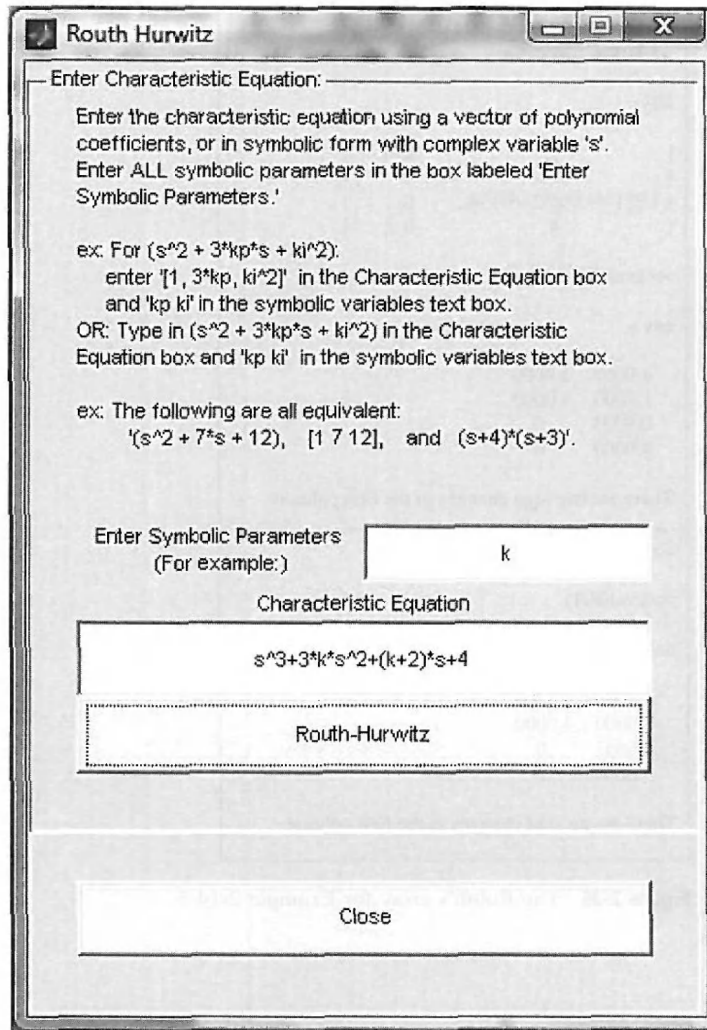 Routh Hurwitz
Enter Characteristic Equation:
Enter the characteristic equation using a vector of polynomial
coefficients, or in symbolic form with complex variable 's'.
Enter ALL symbolic parameters in the box labeled 'Enter
Symbolic Parameters.'
ex: For (s^2 + 3*kp*s + ki^2):
enter '[1, 3*kp, ki^2]' in the Characteristic Equation box
and 'kp ki' in the symbolic variables text box.
OR: Type in (s^2 + 3*kp*s + ki^2) in the Characteristic
Equation box and 'kp ki' in the symbolic variables text box.
ex: The following are all equivalent:
'(s^2 + 7*s + 12), [1 7 12], and (s+4)*(s+3)'.
Enter Symbolic Parameters
(For example:)
k
Characteristic Equation
s^3+3*k*s^2+(k+2)*s+4
Routh-Hurwitz
Close